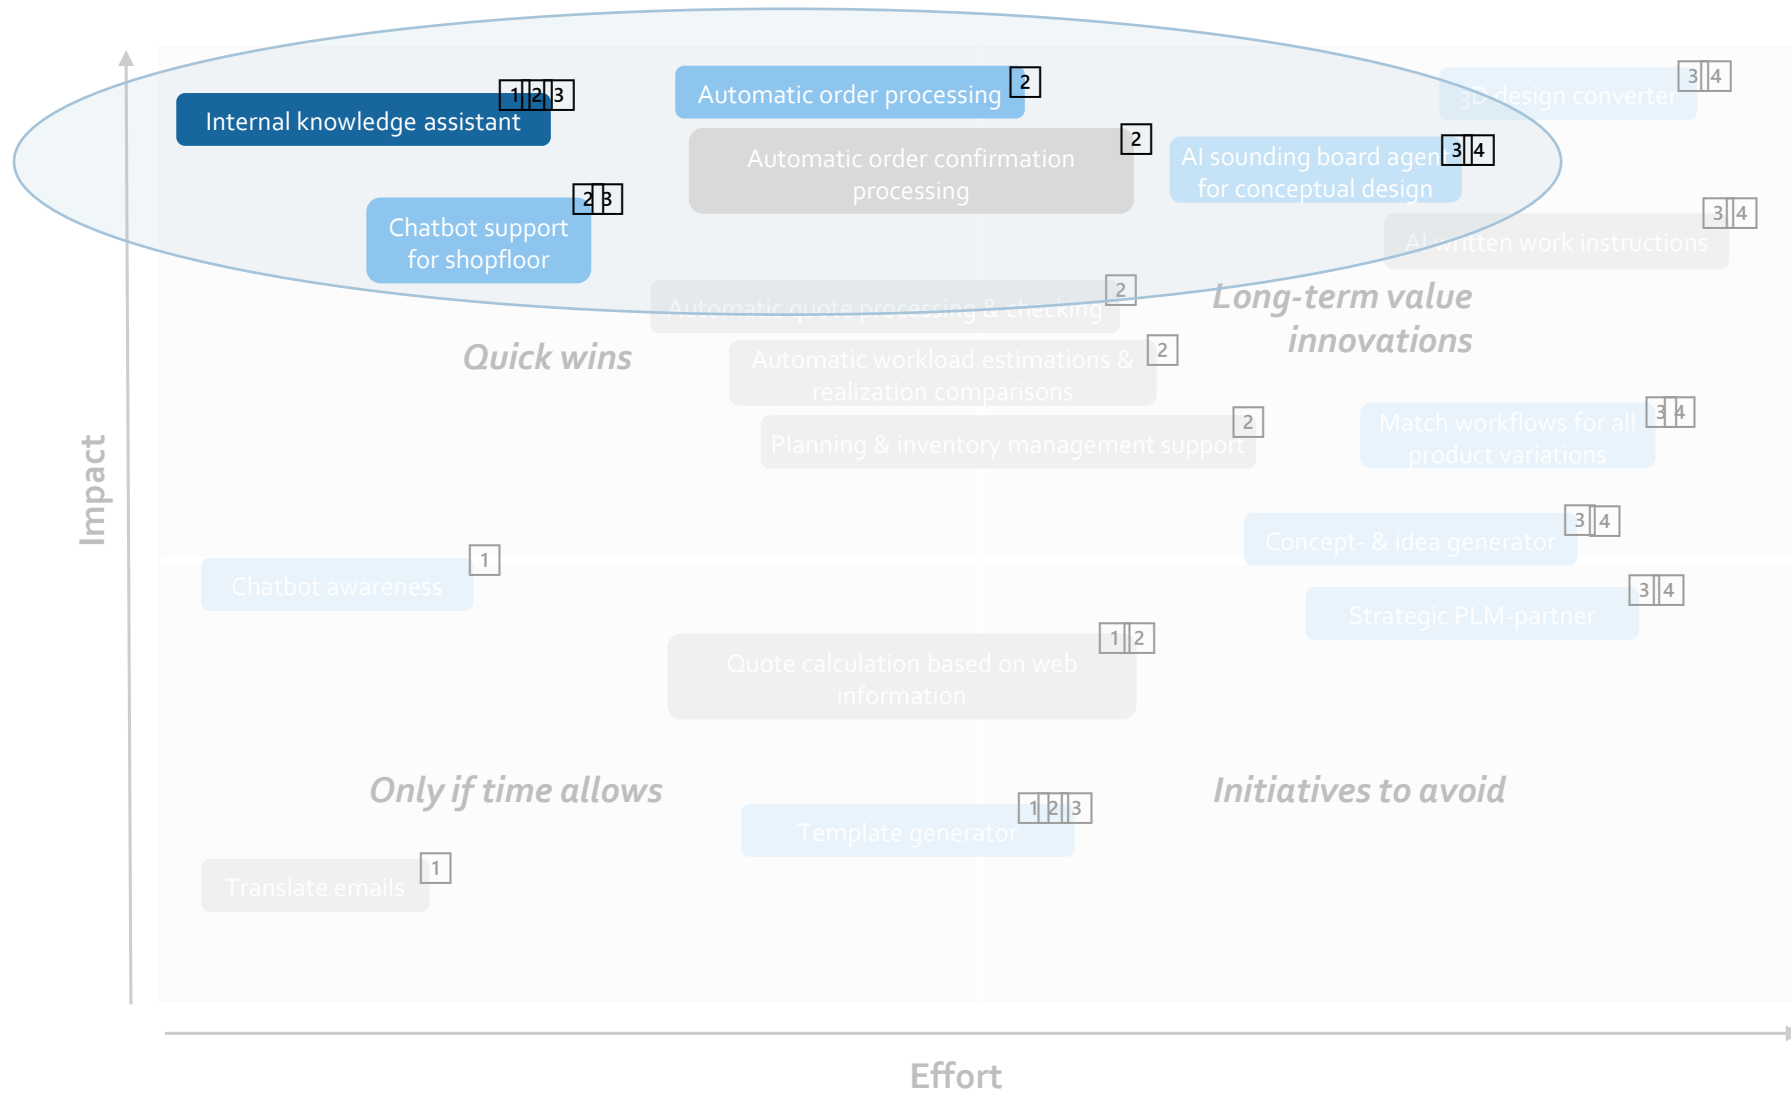 1 2 3
Internal knowledge assistant
2
Automatic order processing
3 4
3D design converter
2
Automatic order confirmation
processing
3 4
AI sounding board agent
for conceptual design
2 3
Chatbot support
for shopfloor
3 4
AI written work instructions
2
Automatic quote processing & checking
Long-term value
innovations
Quick wins
2
Automatic workload estimations &
realization comparisons
2
Planning & inventory management support
3 4
Match workflows for all
product variations
Impact
3 4
Concept- & idea generator
1
Chatbot awareness
3 4
Strategic PLM-partner
1 2
Quote calculation based on web
information
Only if time allows
Initiatives to avoid
1 2 3
Template generator
1
Translate emails
Effort